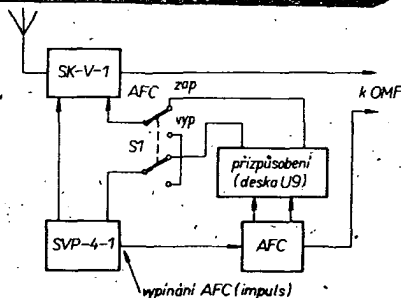 SK-V-1
AFC
zap
k OMF
vyp
S1
přizpůsobení
(deska U9)
SVP-4-1
AFC
vypínání AFC (impuls)